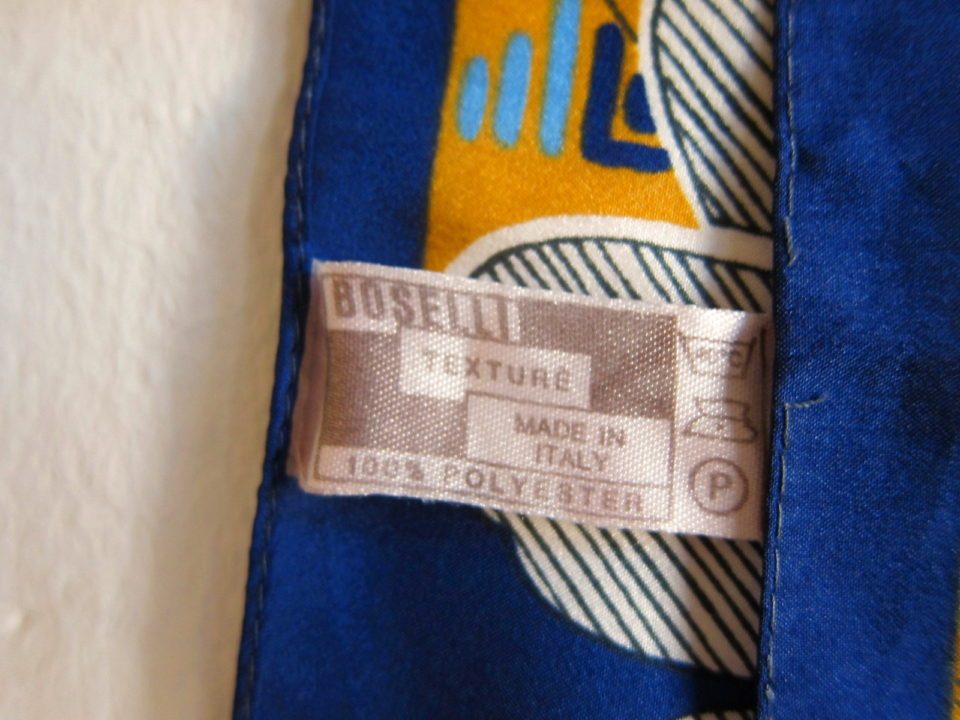 BOSELLI
TEXTURE
MADE IN
ITALY
100% POLYESTER
P